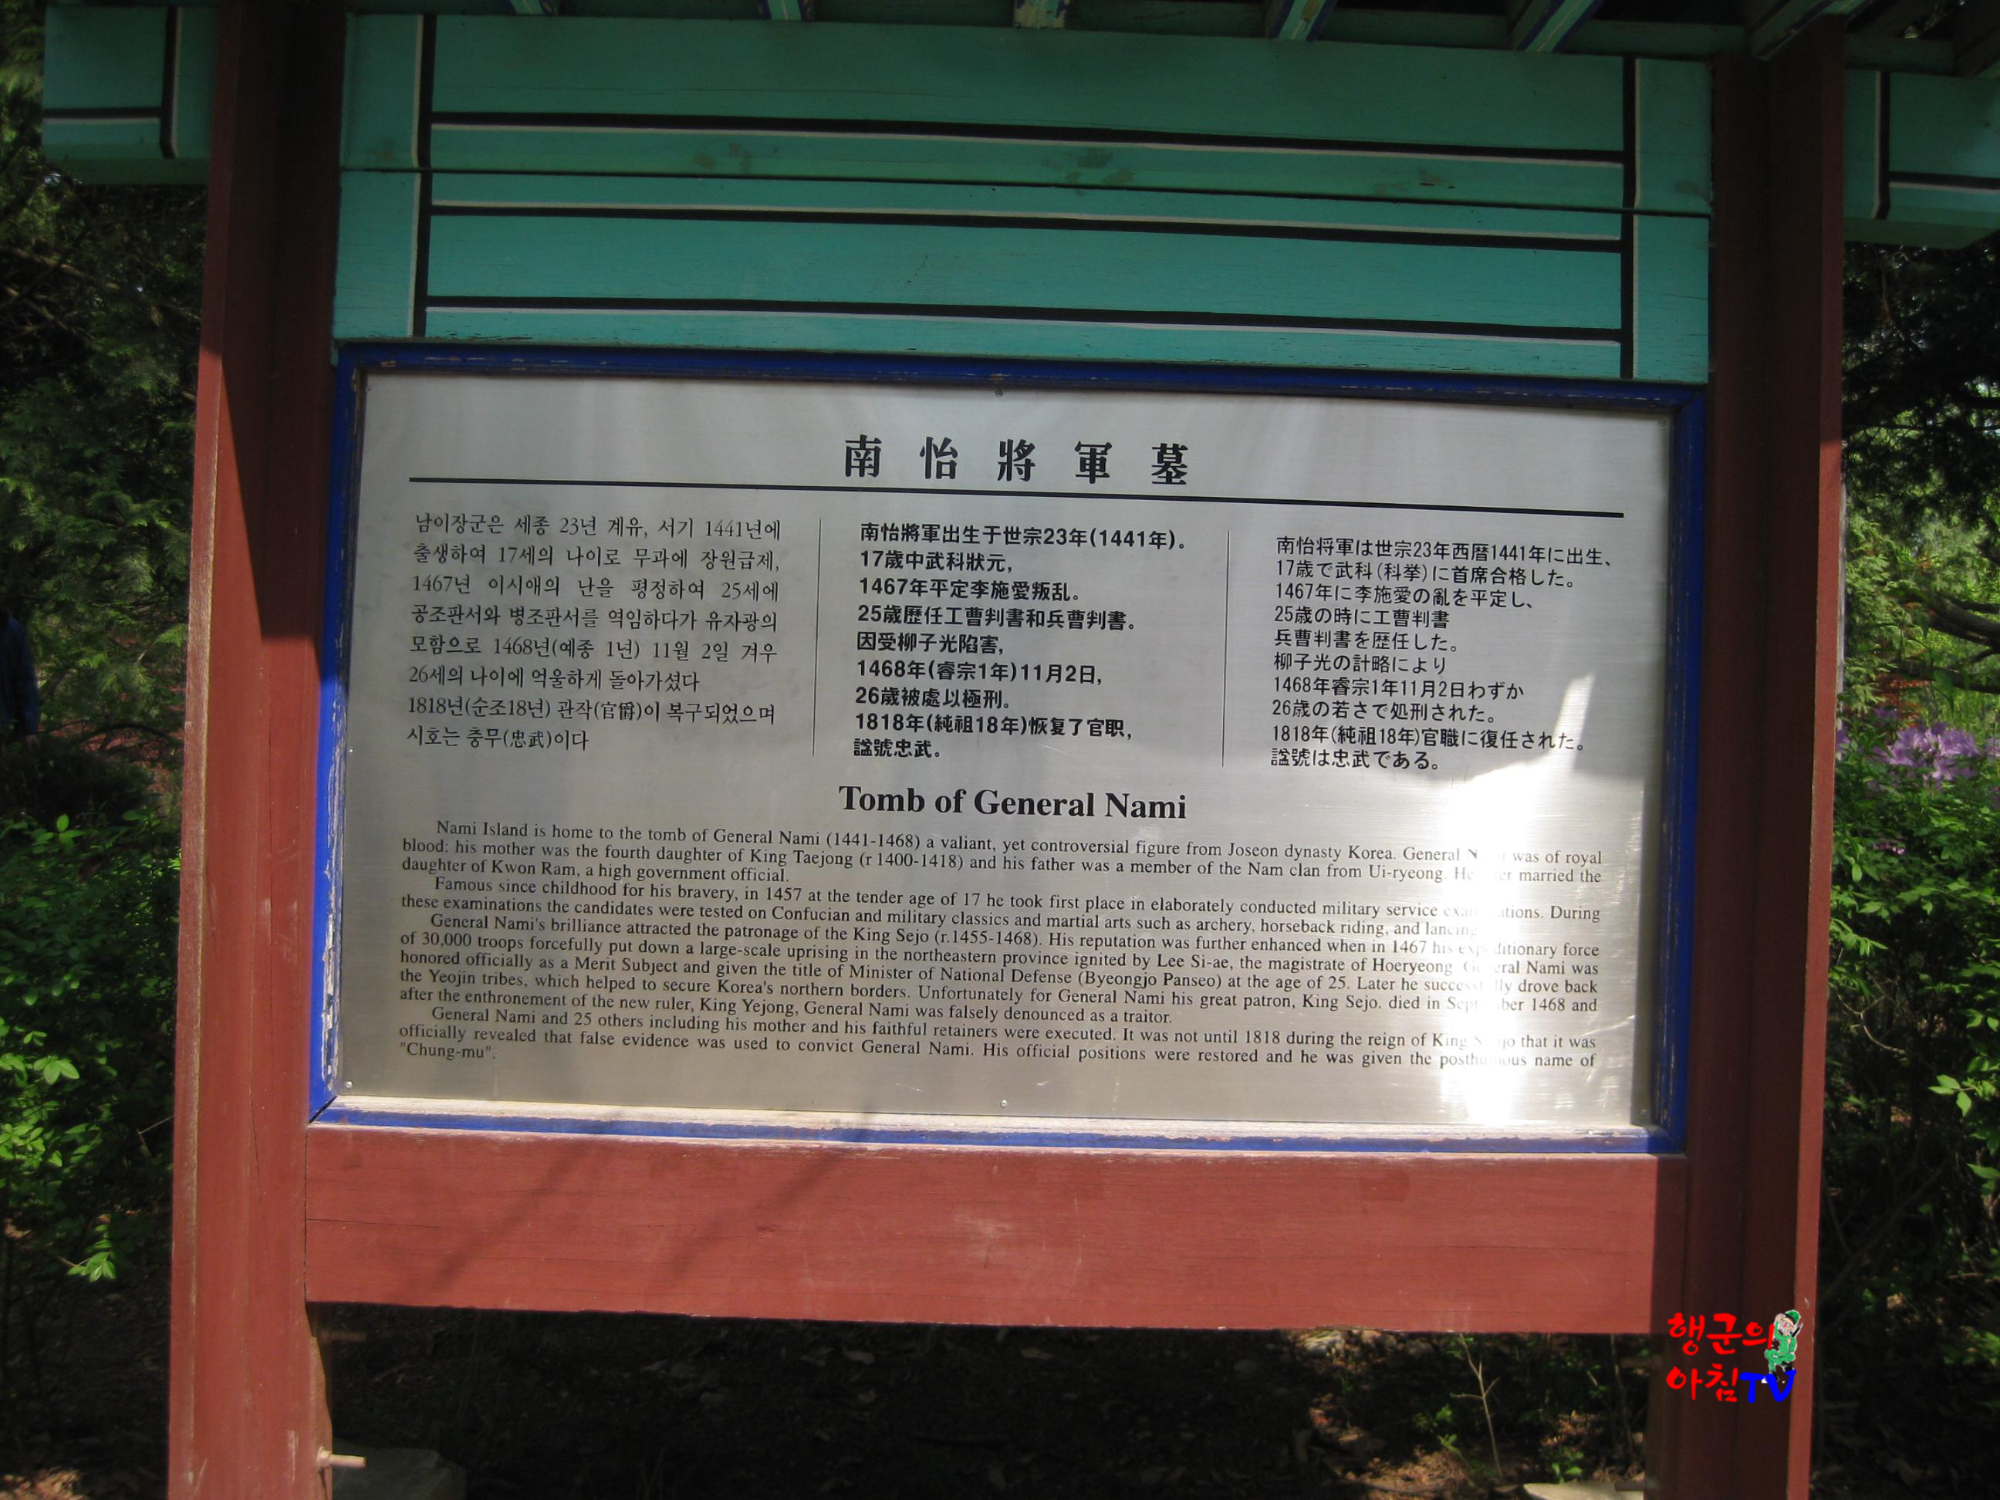 南怡將軍墓
남이장군은 세종 23년 계유, 서기 1441년에
출생하여 17세의 나이로 무과에 장원급제,
1467년 이시애의 난을 평정하여 25세에
공조판서와 병조판서를 역임하다가 유자광의
모함으로 1468년(예종 1년) 11월 2일 겨우
26세의 나이에 억울하게 돌아가셨다
1818년(순조18년) 관작(官爵)이 복구되었으며
시호는 충무(忠武)이다
南怡將軍出生于世宗23年(1441年)。
17歲中武科狀元,
1467年平定李施愛叛乱。
25歲歷任工曹判書和兵曹判書。
因受柳子光陷害,
1468年(睿宗1年)11月2日,
26歲被處以極刑。
1818年(純祖18年)恢复了官职,
諡號忠武。
南怡将軍は世宗23年西暦1441年に出生、
17歳で武科(科挙)に首席合格した。
1467年に李施愛の亂を平定し、
25歳の時に工曹判書
兵曹判書を歴任した。
柳子光の計略により
1468年睿宗1年11月2日わずか
26歳の若さで処刑された。
1818年(純祖18年)官職に復任された。
諡號は忠武である。
Tomb of General Nami
Nami Island is home to the tomb of General Nami (1441-1468) a valiant, yet controversial figure from Joseon dynasty Korea. General was of royal
blood: his mother was the fourth daughter of King Taejong (r 1400-1418) and his father was a member of the Nam clan from Ui-ryeong. married the
daughter of Kwon Ram, a high government official.
Famous since childhood for his bravery, in 1457 at the tender age of 17 he took first place in elaborately conducted military service During
these examinations the candidates were tested on Confucian and military classics and martial arts such as archery, horseback riding, and lancing
General Nami's brilliance attracted the patronage of the King Sejo (r.1455-1468). His reputation was further enhanced when in 1467 his force
of 30,000 troops forcefully put down a large-scale uprising in the northeastern province ignited by Lee Si-ae, the magistrate of Hoeryeong. Nami was
honored officially as a Merit Subject and given the title of Minister of National Defense (Byeongjo Panseo) at the age of 25. Later he drove back
the Yeojin tribes, which helped to secure Korea's northern borders. Unfortunately for General Nami his great patron, King Sejo. died in 1468 and
after the enthronement of the new ruler, King Yejong, General Nami was falsely denounced as a traitor.
General Nami and 25 others including his mother and his faithful retainers were executed. It was not until 1818 during the reign of King that it was
officially revealed that false evidence was used to convict General Nami. His official positions were restored and he was given the name of
"Chung-mu".
행군의
아침TV